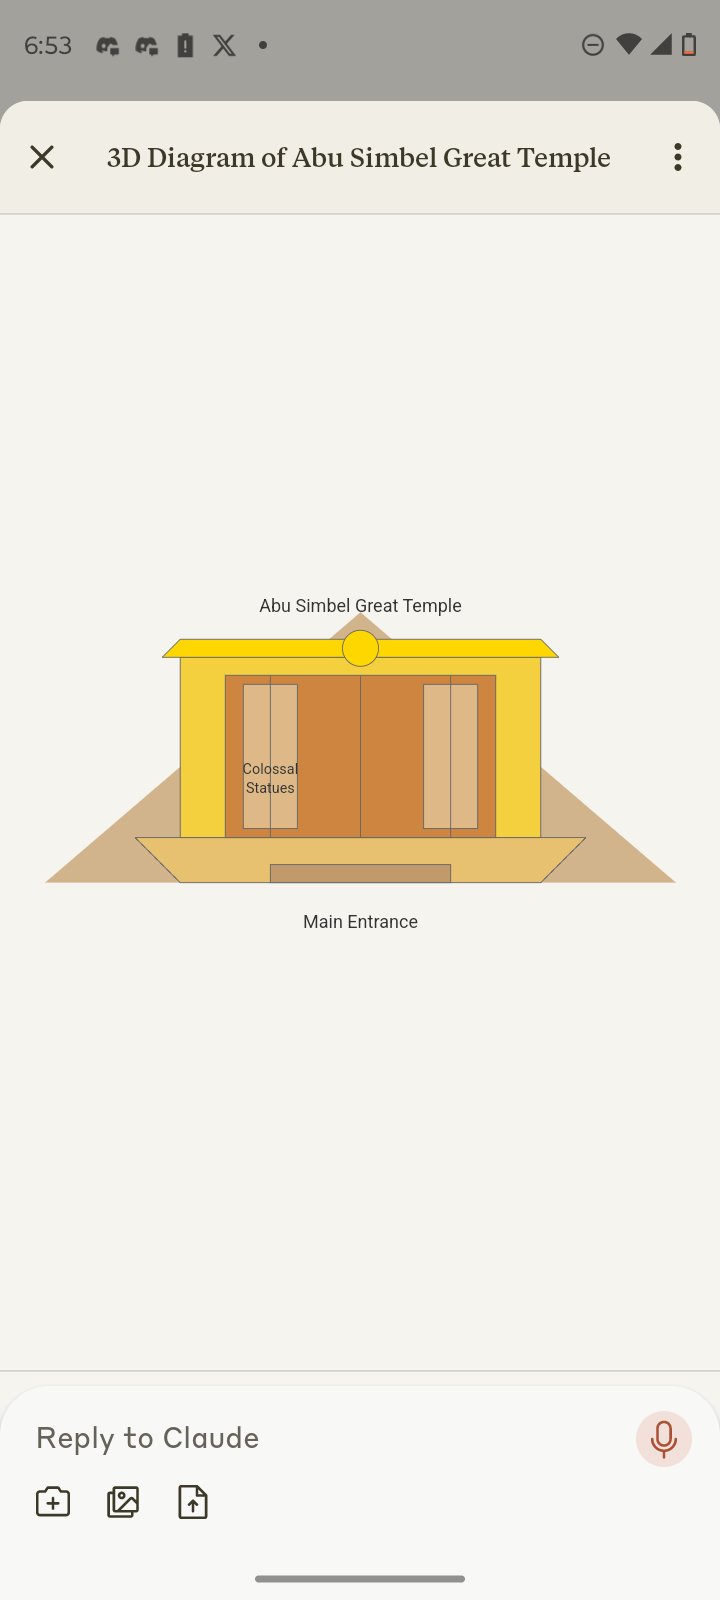 6:53
3D Diagram of Abu Simbel Great Temple
Abu Simbel Great Temple
Colossal
Statues
Main Entrance
Reply to Claude